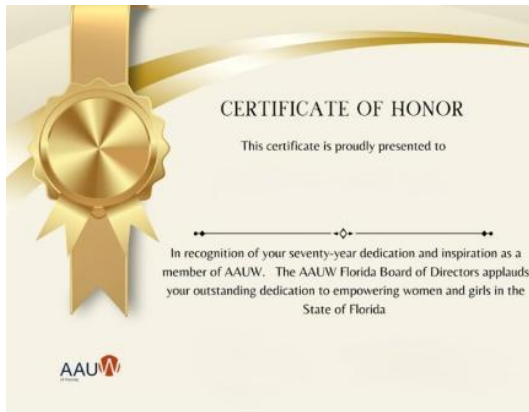 CERTIFICATE OF HONOR
This certificate is proudly presented to
In recognition of your seventy-year dedication and inspiration as a
member of AAUW. The AAUW Florida Board of Directors applauds
your outstanding dedication to empowering women and girls in the
State of Florida
AAUW
of Florida